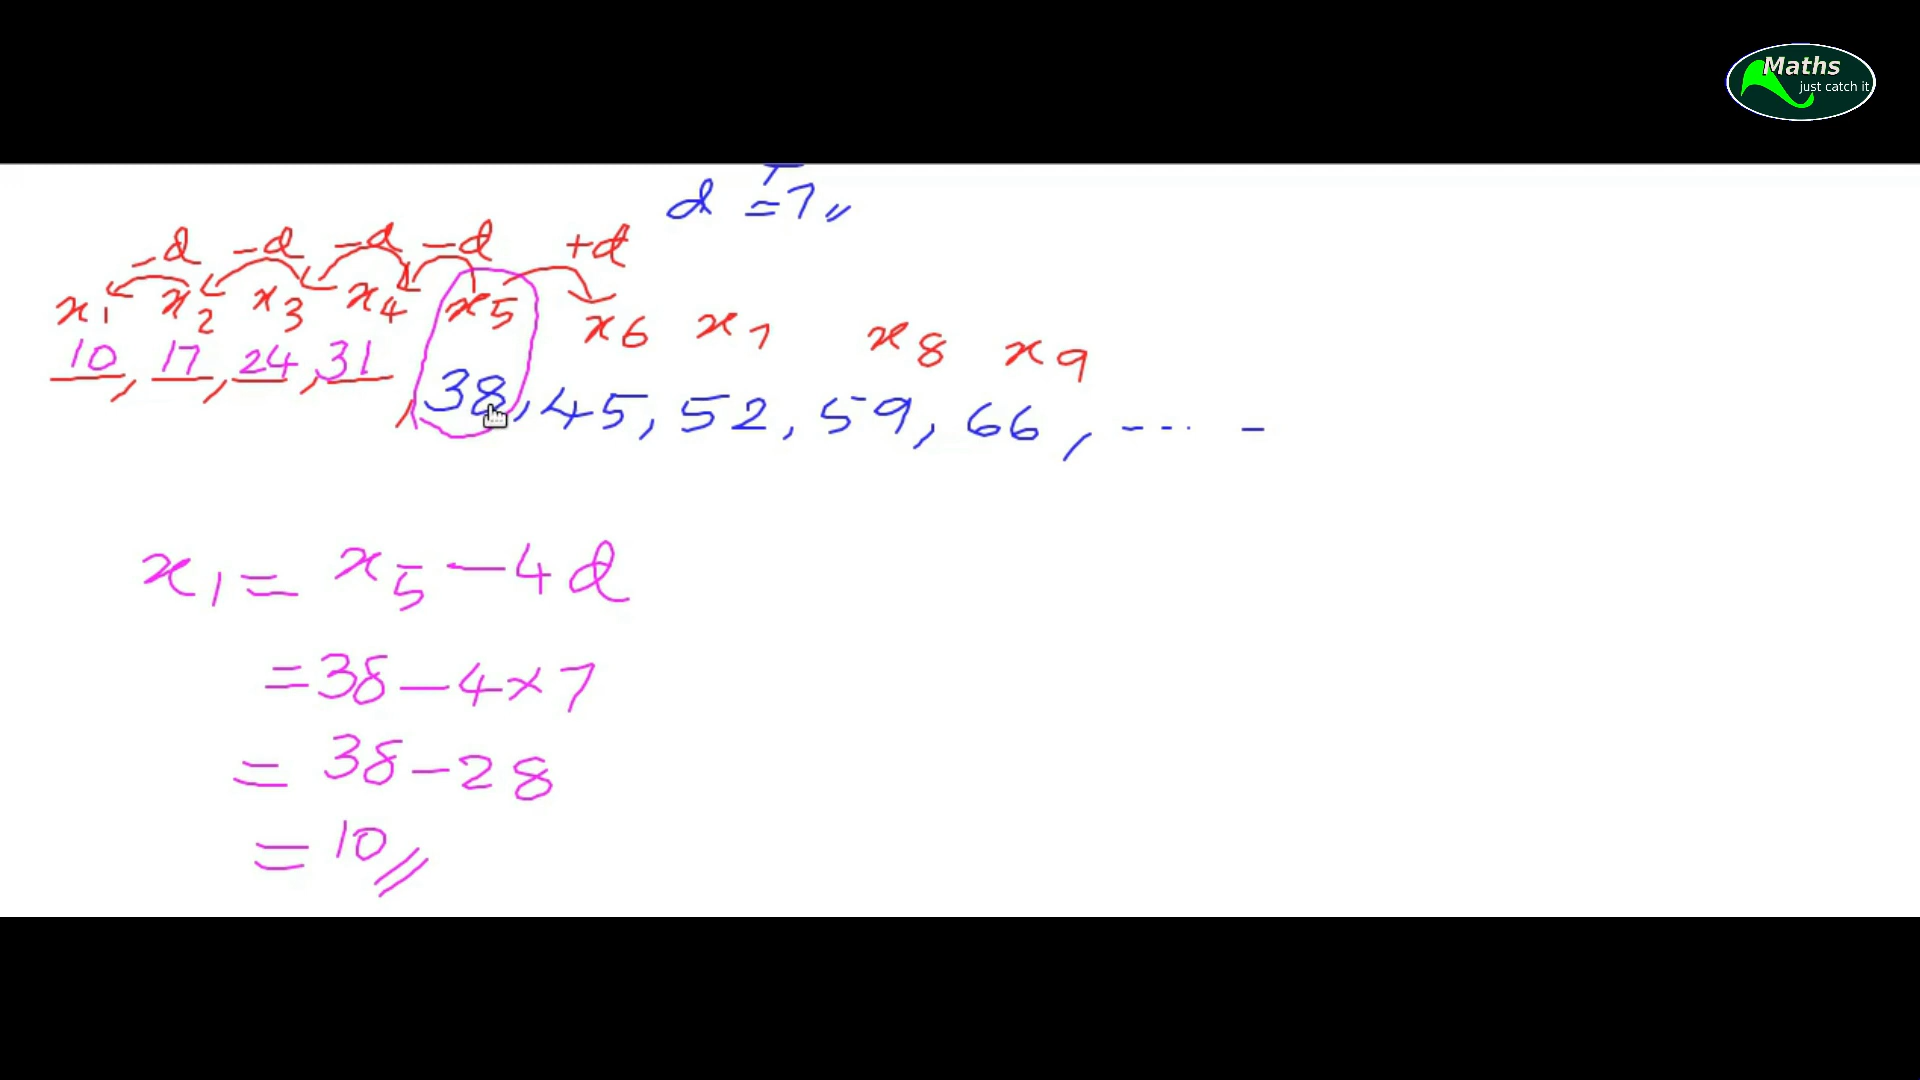 Maths
just catch it
d = 7
-d -d -d -d +d
x₁ x₂ x₃ x₄ x₅ x₆ x₇ x₈ x₉
10, 17, 24, 31, 38, 45, 52, 59, 66, --- -
x₁ = x₅ - 4d
= 38 - 4 × 7
= 38 - 28
= 10 //